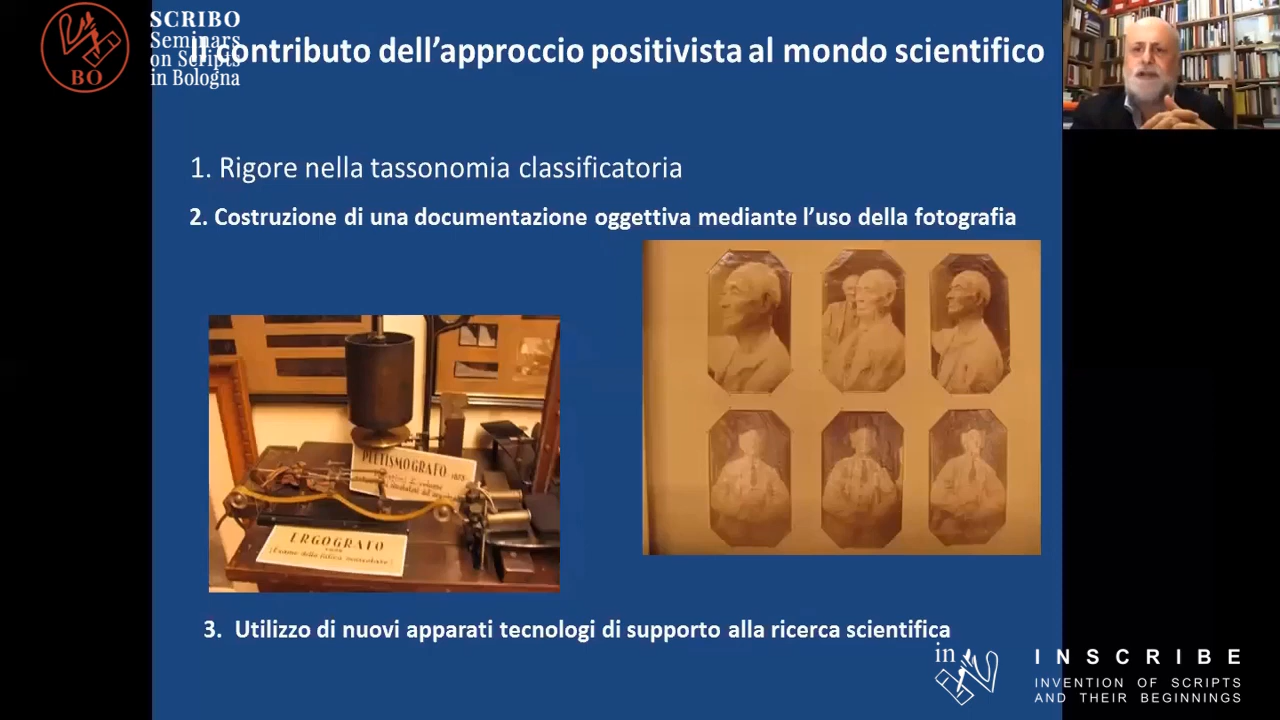 SCRIBO
Seminars
on Scripts
in Bologna
BO
Il contributo dell’approccio positivista al mondo scientifico
1. Rigore nella tassonomia classificatoria
2. Costruzione di una documentazione oggettiva mediante l’uso della fotografia
PLETISMOGRAFO
ERGOGRAFO
3. Utilizzo di nuovi apparati tecnologi di supporto alla ricerca scientifica
in
INSCRIBE
INVENTION OF SCRIPTS
AND THEIR BEGINNINGS